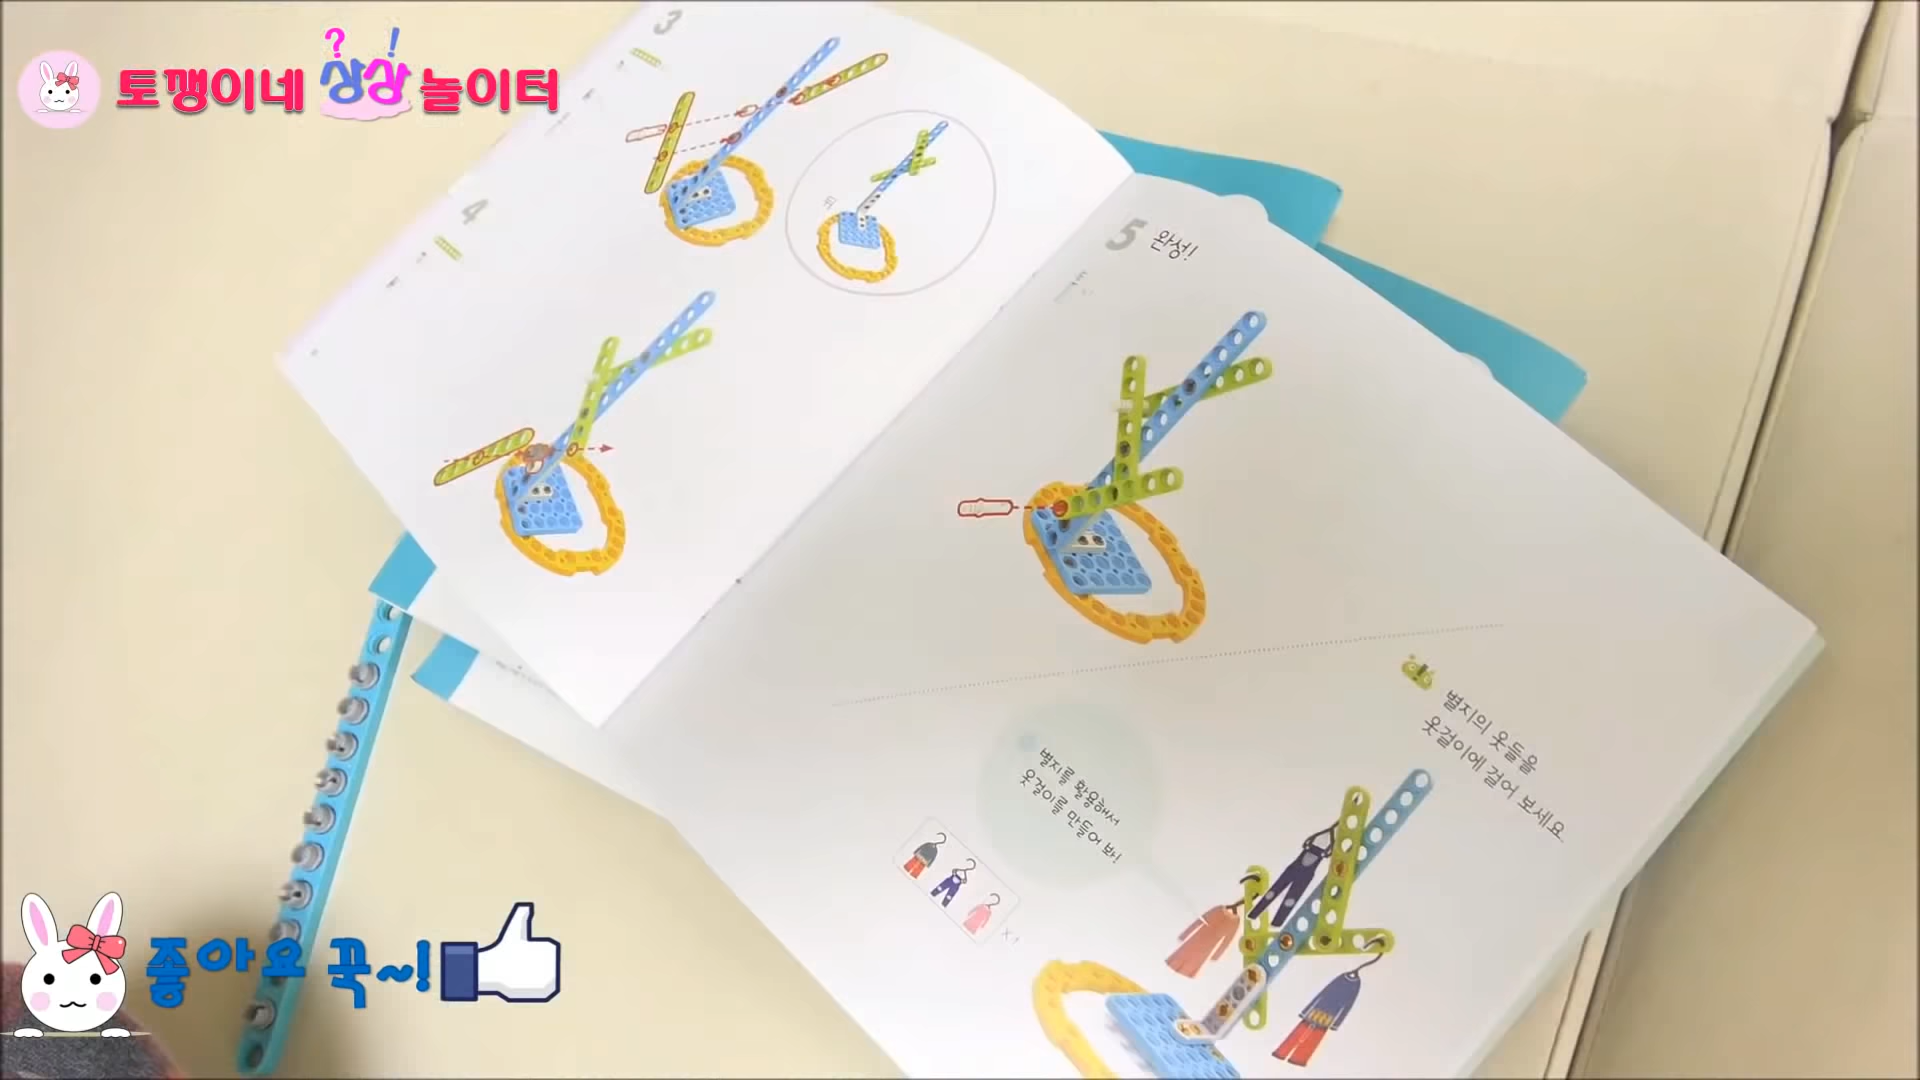 토깽이네 ?상!상 놀이터
3
뒤
4
5 완성!
별지의 옷들을
옷걸이에 걸어 보세요.
별지를 활용해서
옷걸이를 만들어 봐!
X 1
좋아요 꾹~!